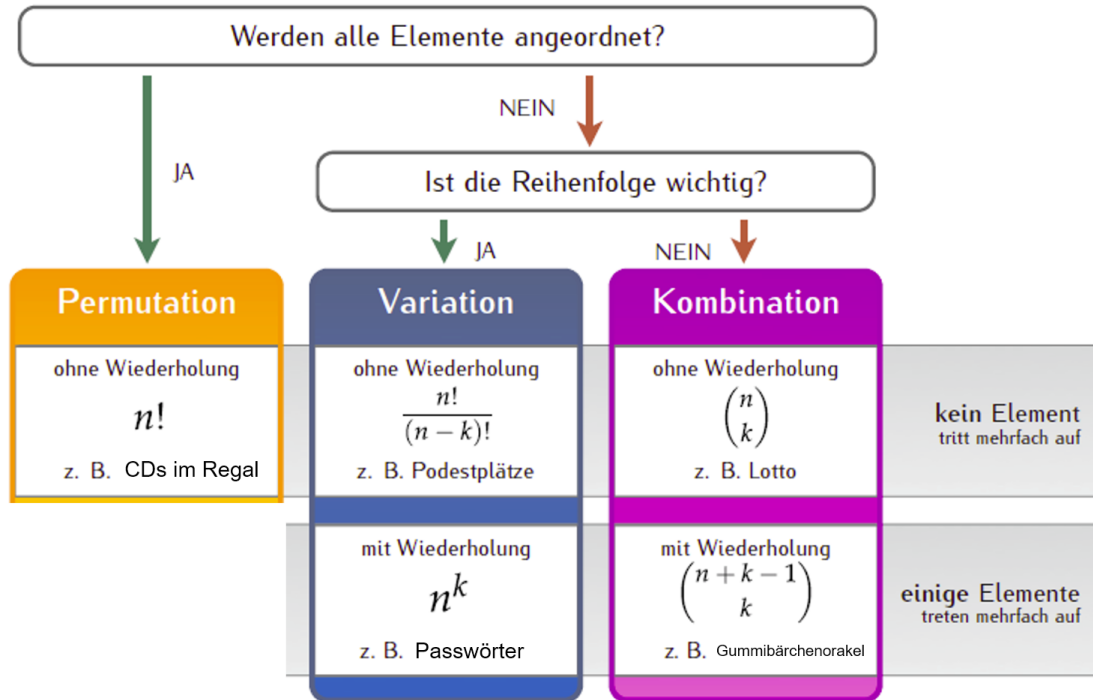 Werden alle Elemente angeordnet?
NEIN
JA
Ist die Reihenfolge wichtig?
JA
NEIN
Permutation
Variation
Kombination
ohne Wiederholung
n!
z. B. CDs im Regal
ohne Wiederholung
n!
(n − k)!
z. B. Podestplätze
ohne Wiederholung
(n
k)
z. B. Lotto
kein Element
tritt mehrfach auf
mit Wiederholung
n^k
z. B. Passwörter
mit Wiederholung
(n + k − 1
k)
z. B. Gummibärchenorakel
einige Elemente
treten mehrfach auf